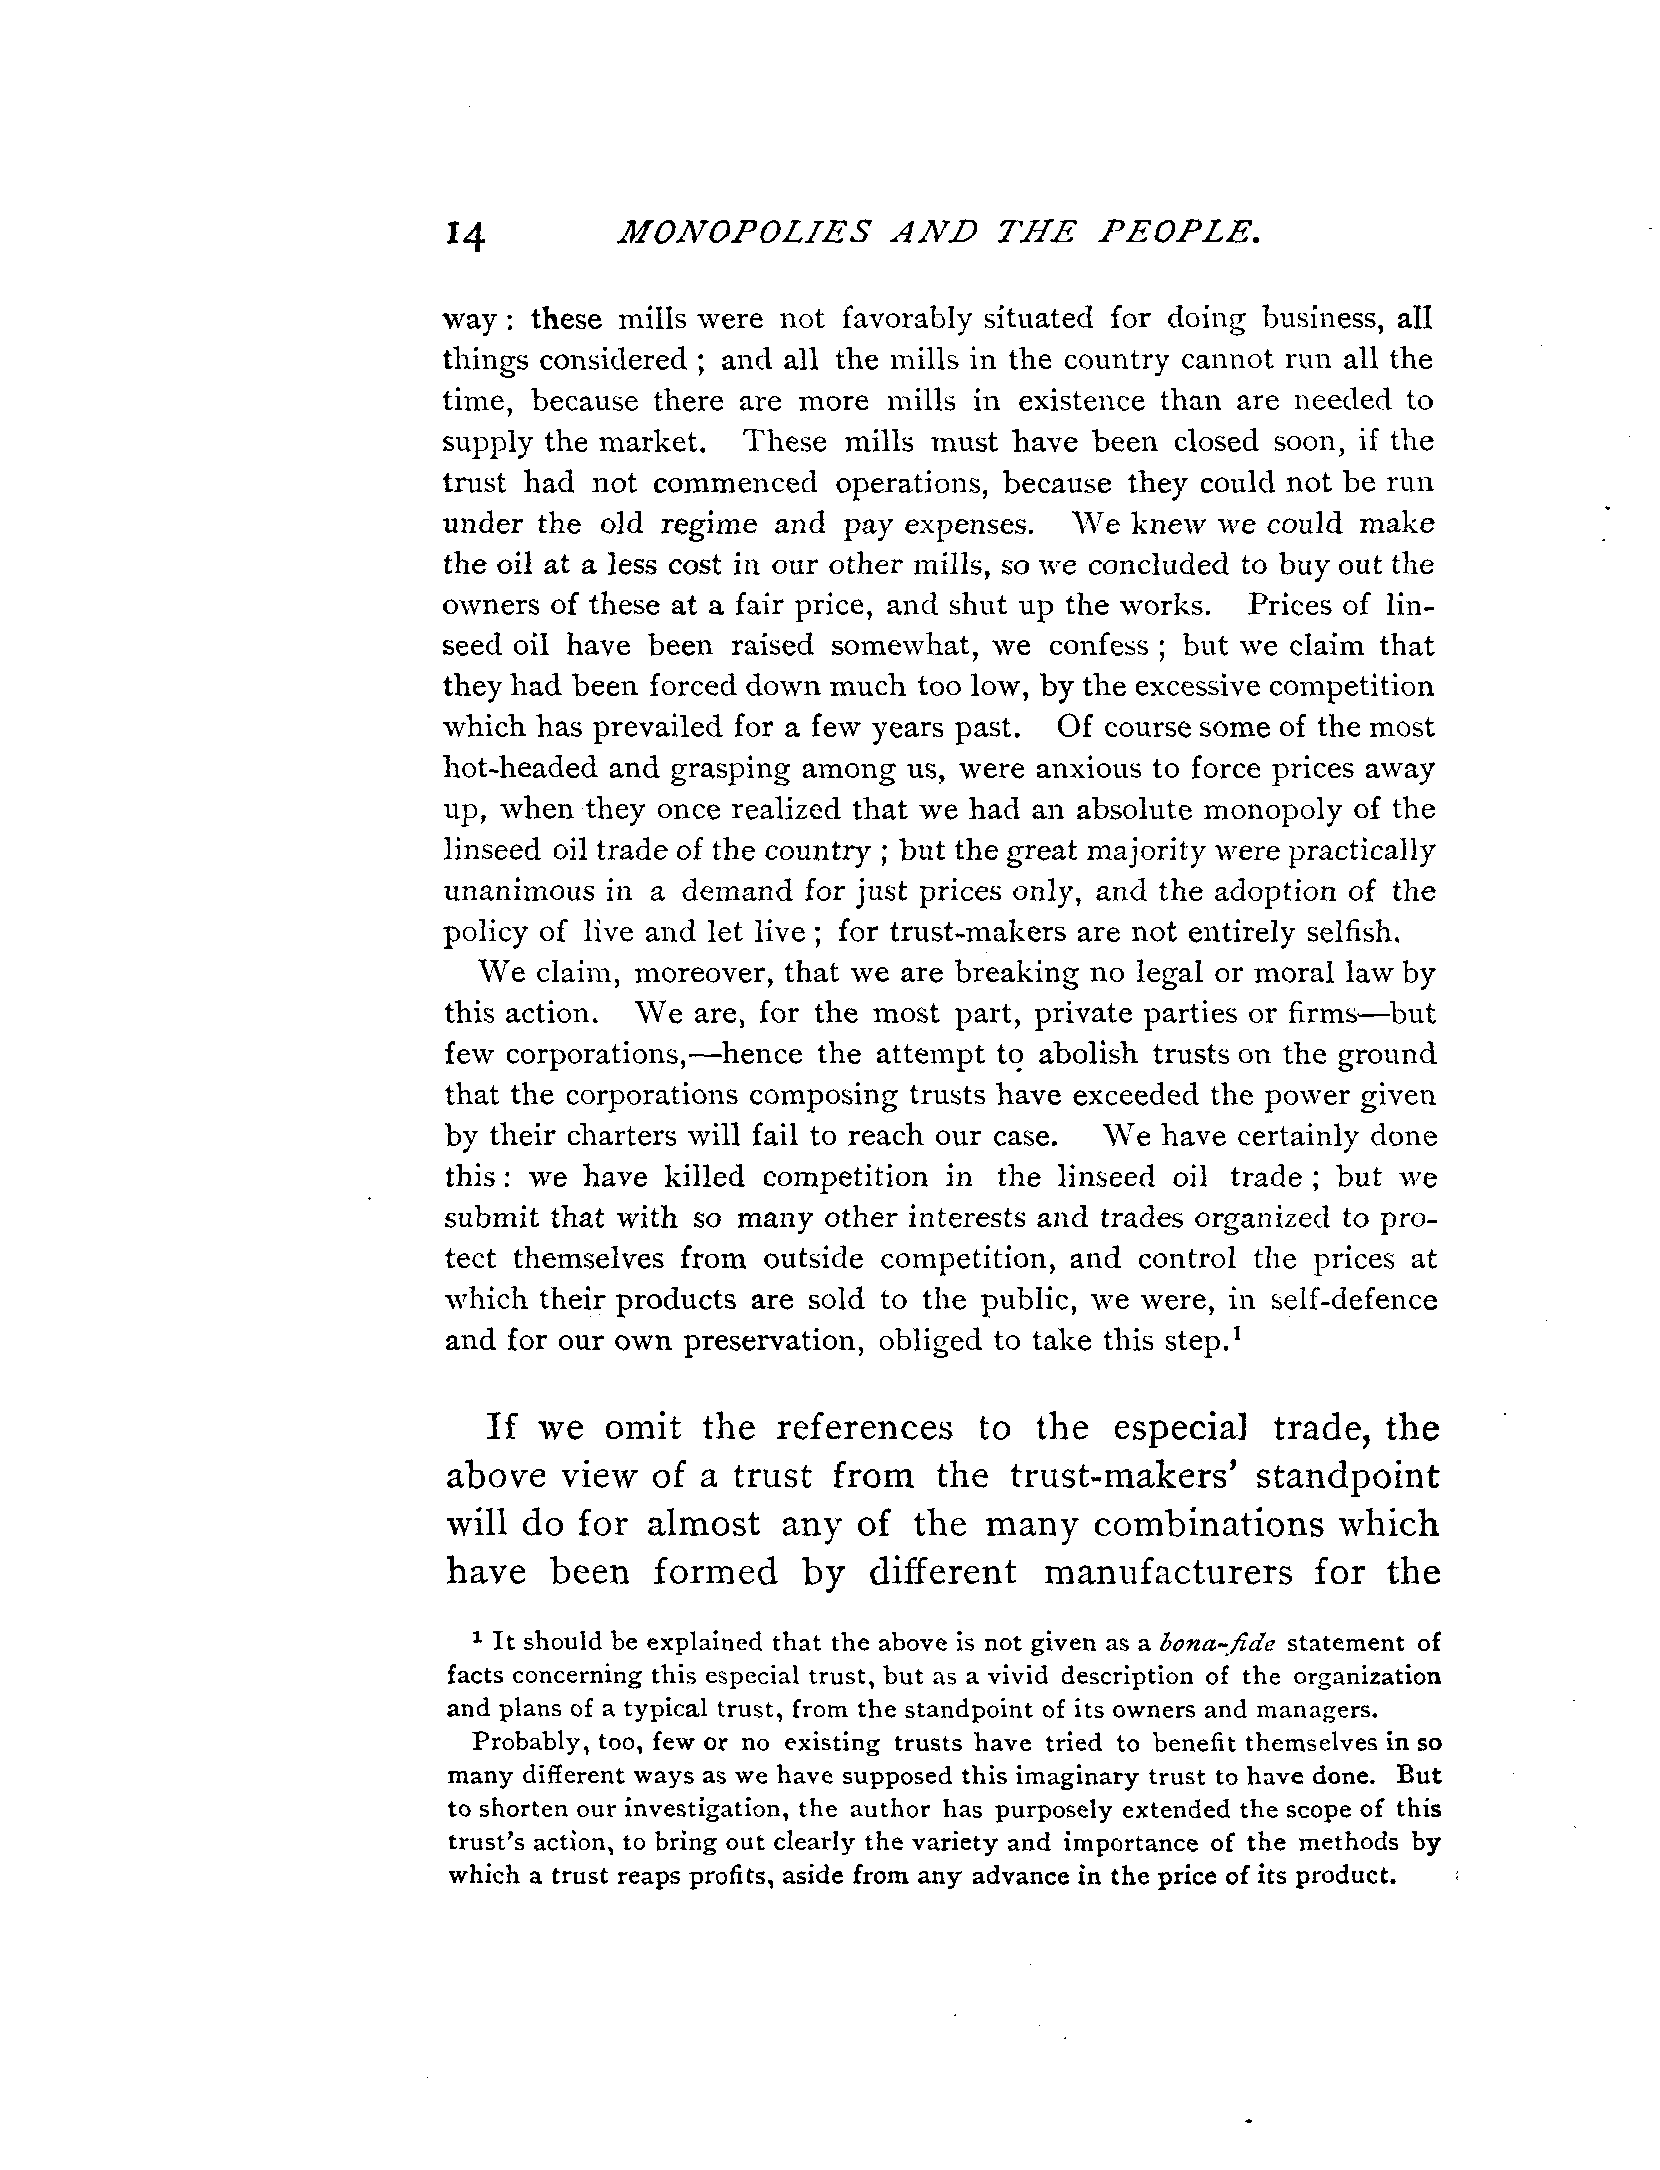 14 MONOPOLIES AND THE PEOPLE.
way : these mills were not favorably situated for doing business, all
things considered ; and all the mills in the country cannot run all the
time, because there are more mills in existence than are needed to
supply the market. These mills must have been closed soon, if the
trust had not commenced operations, because they could not be run
under the old regime and pay expenses. We knew we could make
the oil at a less cost in our other mills, so we concluded to buy out the
owners of these at a fair price, and shut up the works. Prices of lin-
seed oil have been raised somewhat, we confess ; but we claim that
they had been forced down much too low, by the excessive competition
which has prevailed for a few years past. Of course some of the most
hot-headed and grasping among us, were anxious to force prices away
up, when they once realized that we had an absolute monopoly of the
linseed oil trade of the country ; but the great majority were practically
unanimous in a demand for just prices only, and the adoption of the
policy of live and let live ; for trust-makers are not entirely selfish.
We claim, moreover, that we are breaking no legal or moral law by
this action. We are, for the most part, private parties or firms—but
few corporations,—hence the attempt to abolish trusts on the ground
that the corporations composing trusts have exceeded the power given
by their charters will fail to reach our case. We have certainly done
this : we have killed competition in the linseed oil trade ; but we
submit that with so many other interests and trades organized to pro-
tect themselves from outside competition, and control the prices at
which their products are sold to the public, we were, in self-defence
and for our own preservation, obliged to take this step.¹
If we omit the references to the especial trade, the
above view of a trust from the trust-makers' standpoint
will do for almost any of the many combinations which
have been formed by different manufacturers for the
¹ It should be explained that the above is not given as a bona-fide statement of
facts concerning this especial trust, but as a vivid description of the organization
and plans of a typical trust, from the standpoint of its owners and managers.
Probably, too, few or no existing trusts have tried to benefit themselves in so
many different ways as we have supposed this imaginary trust to have done. But
to shorten our investigation, the author has purposely extended the scope of this
trust's action, to bring out clearly the variety and importance of the methods by
which a trust reaps profits, aside from any advance in the price of its product.